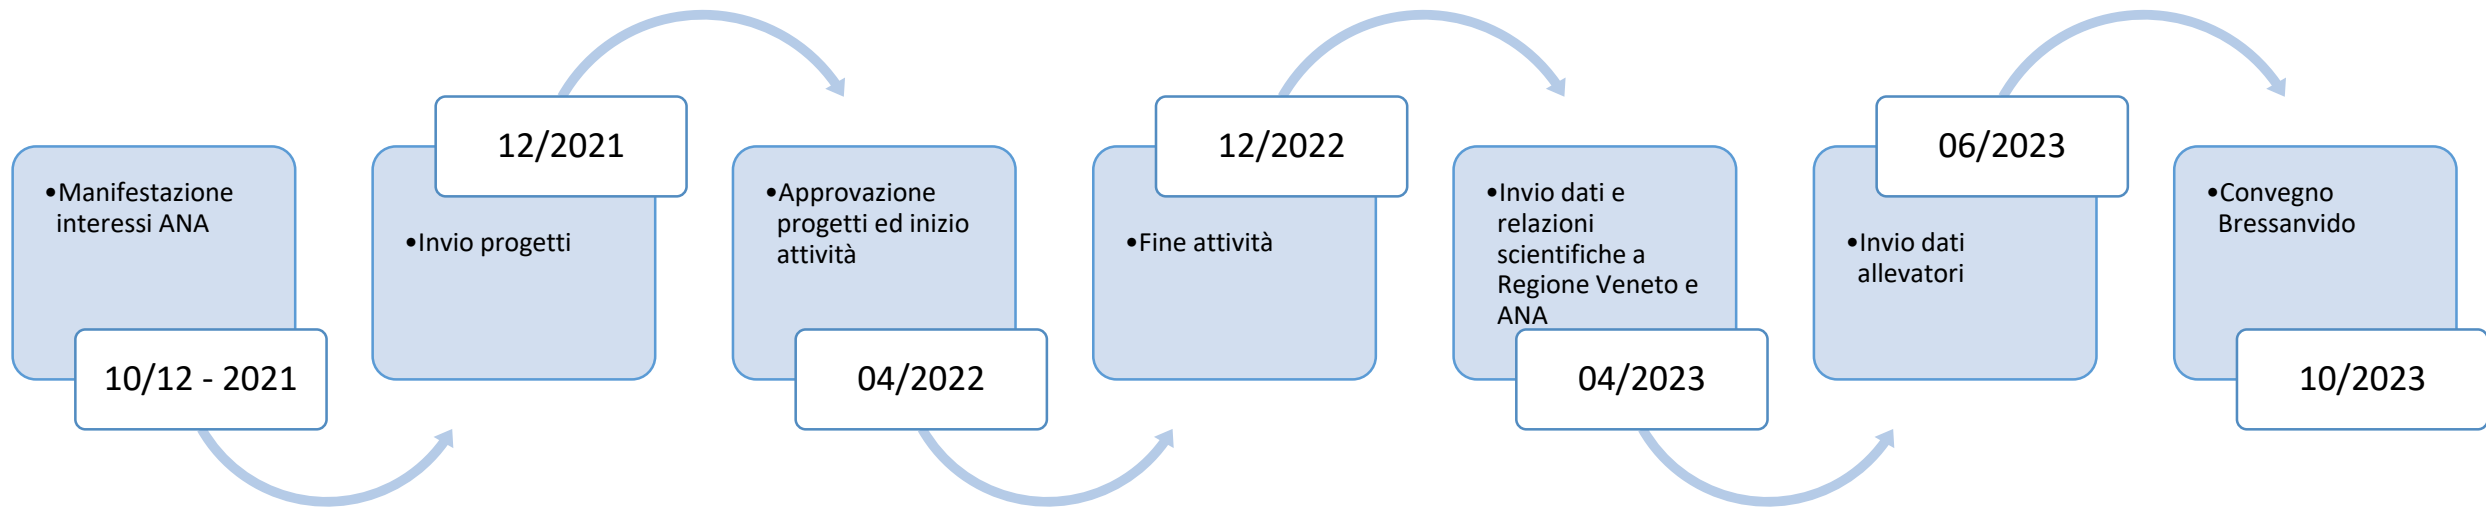 •Manifestazione
interessi ANA
10/12 - 2021
12/2021
•Invio progetti
•Approvazione
progetti ed inizio
attività
04/2022
12/2022
•Fine attività
•Invio dati e
relazioni
scientifiche a
Regione Veneto e
ANA
04/2023
06/2023
•Invio dati
allevatori
•Convegno
Bressanvido
10/2023